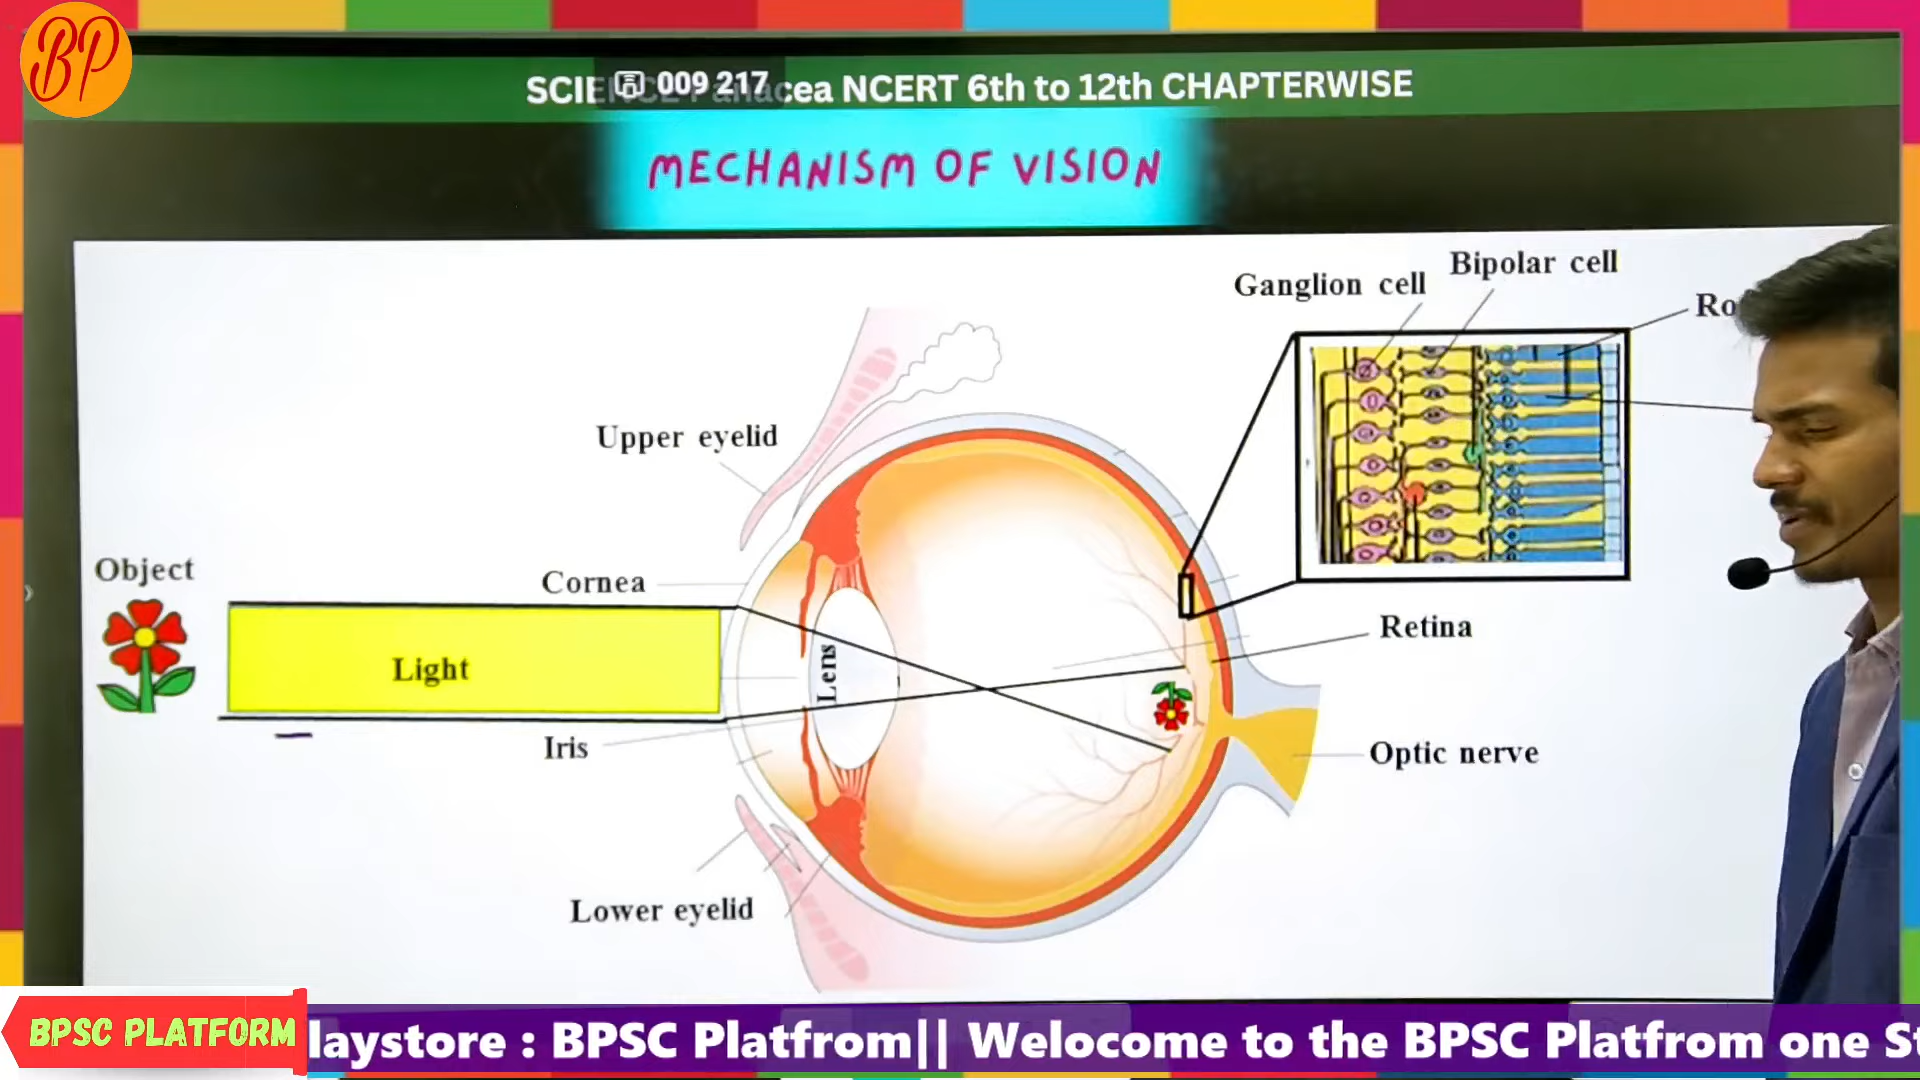 BP
SCIENCE Panacea NCERT 6th to 12th CHAPTERWISE
009 217
MECHANISM OF VISION
Ganglion cell
Bipolar cell
Upper eyelid
Object
Cornea
Light
Lens
Retina
Iris
Optic nerve
Lower eyelid
BPSC PLATFORM
laystore : BPSC Platfrom|| Welocome to the BPSC Platfrom one